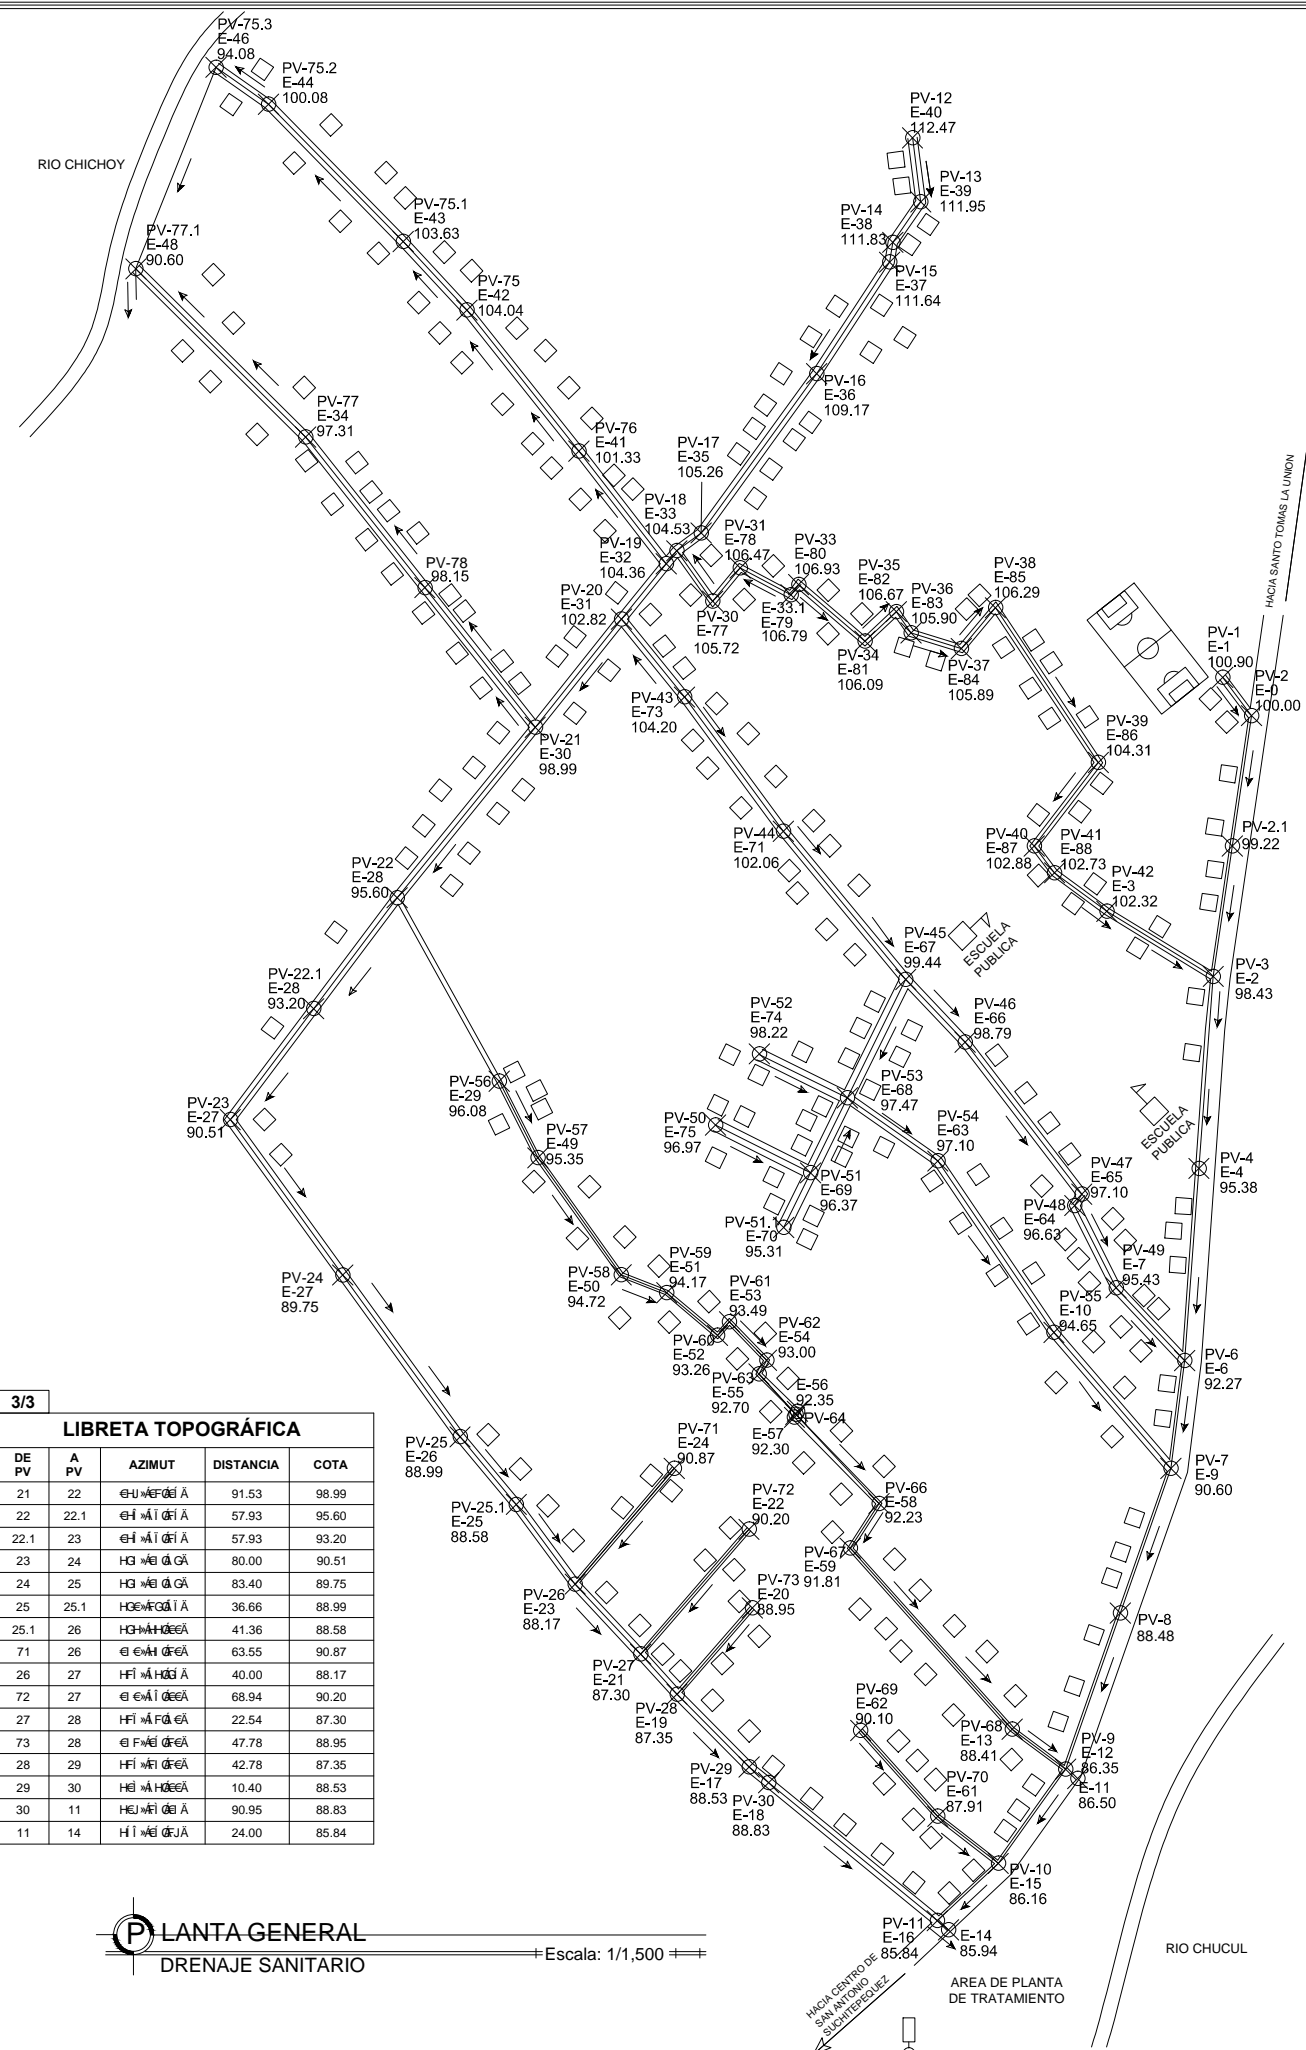 PV-75.3
E-46
94.08
PV-75.2
E-44
100.08
RIO CHICHOY
PV-12
E-40
112.47
PV-13
E-39
111.95
PV-14
E-38
111.83
PV-15
E-37
111.64
PV-75.1
E-43
103.63
PV-77.1
E-48
90.60
PV-75
E-42
104.04
PV-16
E-36
109.17
PV-77
E-34
97.31
PV-76
E-41
101.33
PV-17
E-35
105.26
PV-18
E-33
104.53
PV-19
E-32
104.36
PV-31
E-78
106.47
PV-33
E-80
106.93
PV-35
E-82
106.67
PV-36
E-83
105.90
PV-38
E-85
106.29
HACIA SANTO TOMAS LA UNION
PV-78
98.15
PV-20
E-31
102.82
PV-30
E-77
105.72
E-33.1
E-79
106.79
PV-34
E-81
106.09
PV-37
E-84
105.89
PV-1
E-1
100.90
PV-2
E-0
100.00
PV-43
E-73
104.20
PV-21
E-30
98.99
PV-39
E-86
104.31
PV-44
E-71
102.06
PV-40
E-87
102.88
PV-41
E-88
102.73
PV-42
E-3
102.32
PV-2.1
99.22
PV-22
E-28
95.60
PV-45
E-67
99.44
ESCUELA
PUBLICA
PV-3
E-2
98.43
PV-22.1
E-28
93.20
PV-52
E-74
98.22
PV-46
E-66
98.79
PV-56
E-29
96.08
PV-53
E-68
97.47
PV-23
E-27
90.51
PV-50
E-75
96.97
PV-54
E-63
97.10
ESCUELA
PUBLICA
PV-57
E-49
95.35
PV-51
E-69
96.37
PV-47
E-65
97.10
PV-4
E-4
95.38
PV-51.1
E-70
95.31
PV-48
E-64
96.63
PV-49
E-7
95.43
PV-24
E-27
89.75
PV-58
E-50
94.72
PV-59
E-51
94.17
PV-61
E-53
93.49
PV-55
E-10
94.65
PV-60
E-52
93.26
PV-62
E-54
93.00
PV-6
E-6
92.27
PV-63
E-55
92.70
E-56
92.35
PV-64
E-57
92.30
PV-25
E-26
88.99
PV-71
E-24
90.87
PV-7
E-9
90.60
PV-25.1
E-25
88.58
PV-72
E-22
90.20
PV-66
E-58
92.23
PV-67
E-59
91.81
PV-26
E-23
88.17
PV-73
E-20
88.95
PV-8
88.48
PV-27
E-21
87.30
PV-28
E-19
87.35
PV-69
E-62
90.10
PV-68
E-13
88.41
PV-9
E-12
86.35
E-11
86.50
PV-29
E-17
88.53
PV-30
E-18
88.83
PV-70
E-61
87.91
PV-10
E-15
86.16
PV-11
E-16
85.84
E-14
85.94
HACIA CENTRO DE
SAN ANTONIO
SUCHITEPEQUEZ
AREA DE PLANTA
DE TRATAMIENTO
RIO CHUCUL
3/3
LIBRETA TOPOGRÁFICA
DE PV A PV AZIMUT DISTANCIA COTA
21 22 91.53 98.99
22 22.1 57.93 95.60
22.1 23 57.93 93.20
23 24 80.00 90.51
24 25 83.40 89.75
25 25.1 36.66 88.99
25.1 26 41.36 88.58
71 26 63.55 90.87
26 27 40.00 88.17
72 27 68.94 90.20
27 28 22.54 87.30
73 28 47.78 88.95
28 29 42.78 87.35
29 30 10.40 88.53
30 11 90.95 88.83
11 14 24.00 85.84
PLANTA GENERAL
DRENAJE SANITARIO
Escala: 1/1,500